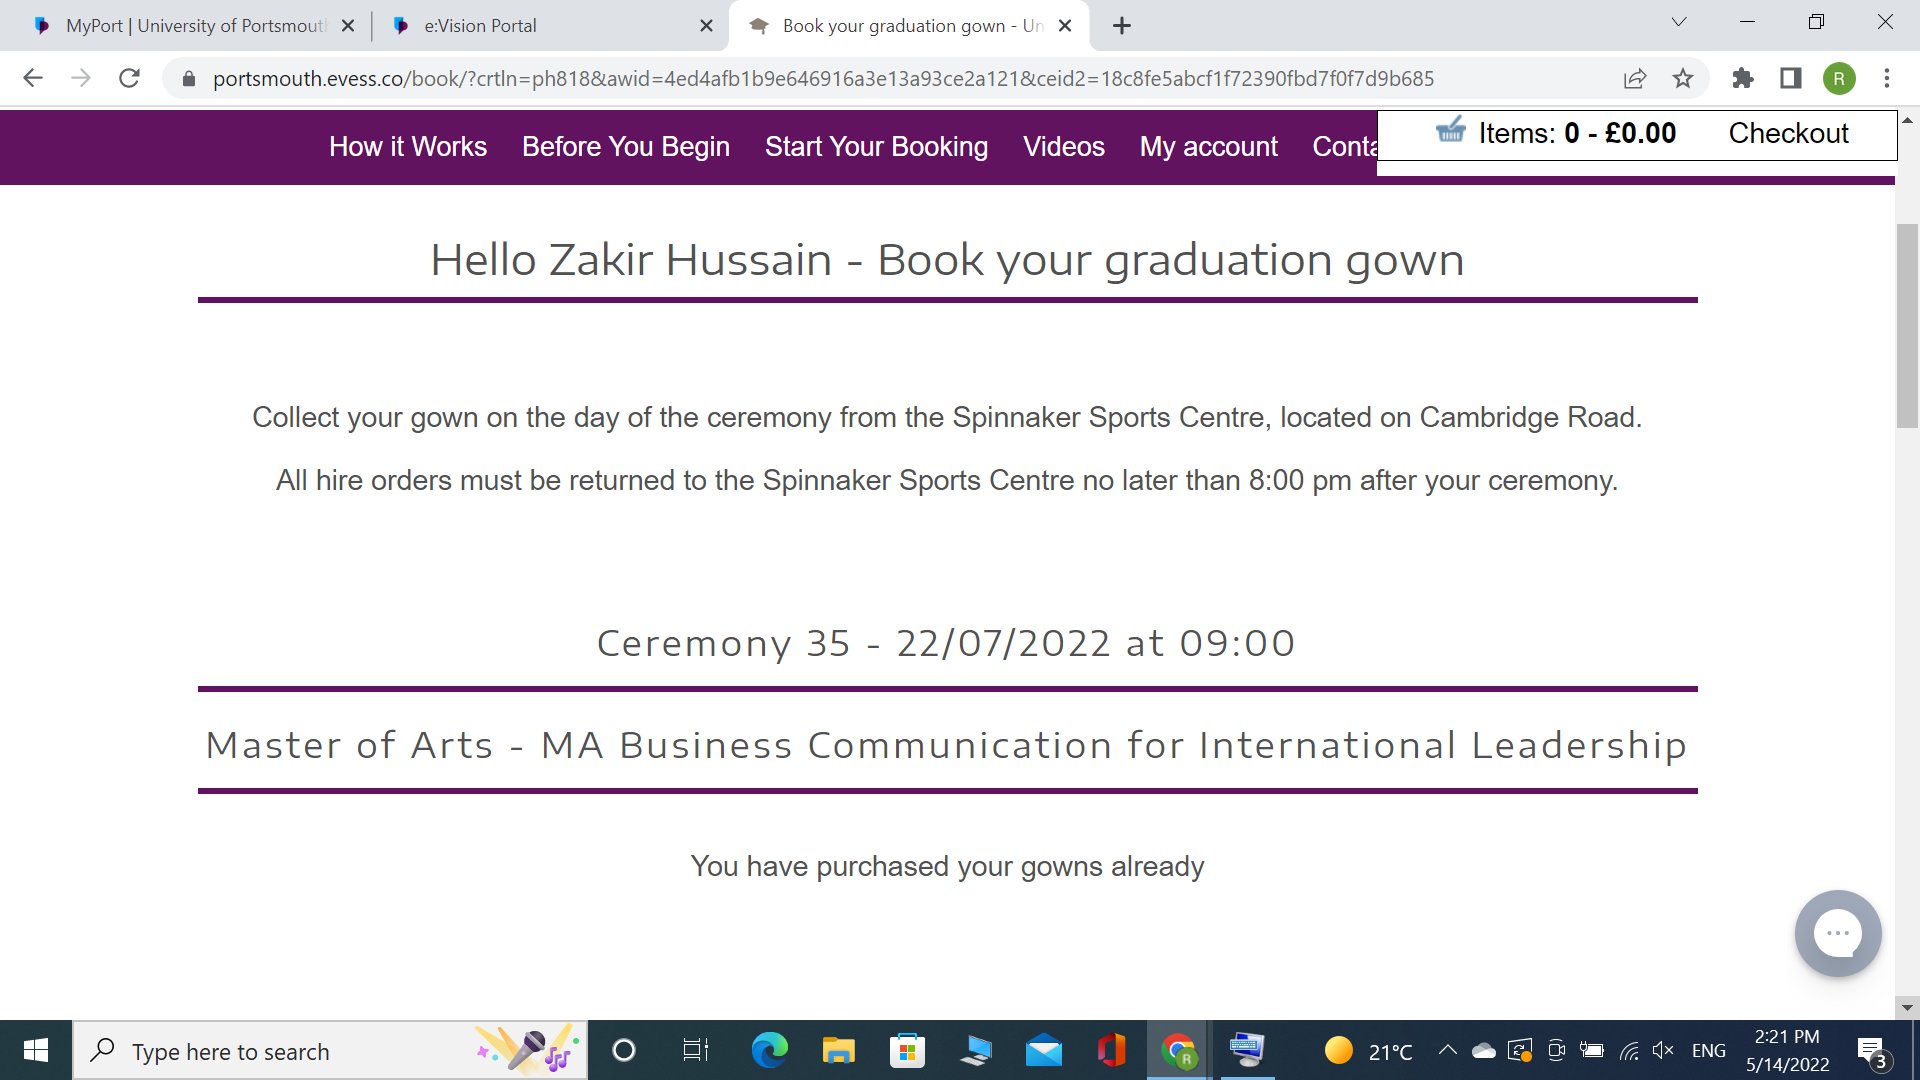 MyPort | University of Portsmouth
e:Vision Portal
Book your graduation gown - Un
portsmouth.evess.co/book/?crtln=ph818&awid=4ed4afb1b9e646916a3e13a93ce2a121&ceid2=18c8fe5abcf1f72390fbd7f0f7d9b685
R
How it Works Before You Begin Start Your Booking Videos My account Conta
Items: 0 - £0.00 Checkout
Hello Zakir Hussain - Book your graduation gown
Collect your gown on the day of the ceremony from the Spinnaker Sports Centre, located on Cambridge Road.
All hire orders must be returned to the Spinnaker Sports Centre no later than 8:00 pm after your ceremony.
Ceremony 35 - 22/07/2022 at 09:00
Master of Arts - MA Business Communication for International Leadership
You have purchased your gowns already
Type here to search
R
21°C
ENG
2:21 PM
5/14/2022
3